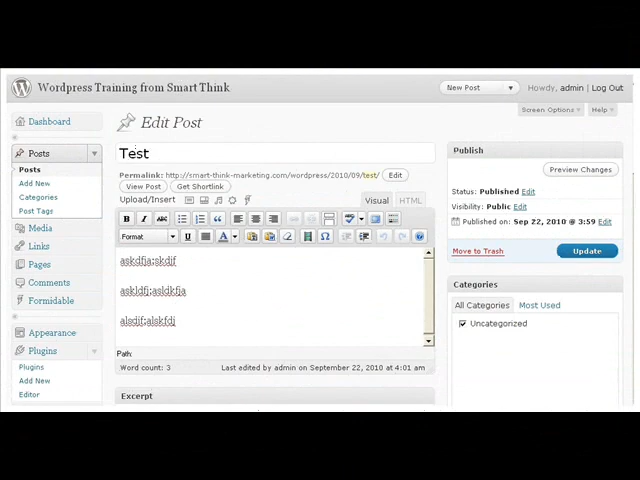 Wordpress Training from Smart Think
New Post Howdy, admin | Log Out
Screen Options Help
Dashboard
Edit Post
Posts
Posts
Add New
Categories
Post Tags
Media
Links
Pages
Comments
Formidable
Appearance
Plugins
Plugins
Add New
Editor
Test
Permalink: http://smart-think-marketing.com/wordpress/2010/09/test/ Edit
View Post Get Shortlink
Upload/Insert Visual HTML
B I ABC ABC
Format U A
askdfja;skdjf
askldfj;asldkfja
alsdjf;alskfdj
Path:
Word count: 3 Last edited by admin on September 22, 2010 at 4:01 am
Excerpt
Publish
Preview Changes
Status: Published Edit
Visibility: Public Edit
Published on: Sep 22, 2010 @ 3:59 Edit
Move to Trash Update
Categories
All Categories Most Used
Uncategorized